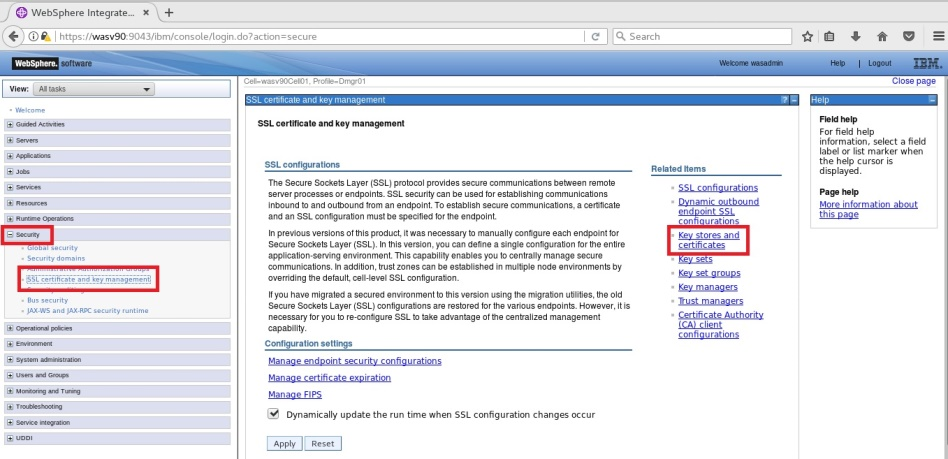 WebSphere Integrate...
https://wasv90:9043/ibm/console/login.do?action=secure
Search
WebSphere. software
Welcome wasadmin
Help
Logout
IBM.
View: All tasks
Cell=wasv90Cell01, Profile=Dmgr01
Close page
Welcome
Guided Activities
Servers
Applications
Jobs
Services
Resources
Runtime Operations
Security
Global security
Security domains
Administrative Authorization Groups
SSL certificate and key management
Bus security
JAX-WS and JAX-RPC security runtime
Operational policies
Environment
System administration
Users and Groups
Monitoring and Tuning
Troubleshooting
Service integration
UDDI
SSL certificate and key management
SSL certificate and key management
SSL configurations
The Secure Sockets Layer (SSL) protocol provides secure communications between remote
server processes or endpoints. SSL security can be used for establishing communications
inbound to and outbound from an endpoint. To establish secure communications, a certificate
and an SSL configuration must be specified for the endpoint.
In previous versions of this product, it was necessary to manually configure each endpoint for
Secure Sockets Layer (SSL). In this version, you can define a single configuration for the entire
application-serving environment. This capability enables you to centrally manage secure
communications. In addition, trust zones can be established in multiple node environments by
overriding the default, cell-level SSL configuration.
If you have migrated a secured environment to this version using the migration utilities, the old
Secure Sockets Layer (SSL) configurations are restored for the various endpoints. However, it is
necessary for you to re-configure SSL to take advantage of the centralized management
capability.
Configuration settings
Manage endpoint security configurations
Manage certificate expiration
Manage FIPS
Dynamically update the run time when SSL configuration changes occur
Apply
Reset
Related Items
SSL configurations
Dynamic outbound
endpoint SSL
configurations
Key stores and
certificates
Key sets
Key set groups
Key managers
Trust managers
Certificate Authority
(CA) client
configurations
Help
Field help
For field help
information, select a field
label or list marker when
the help cursor is
displayed.
Page help
More information about
this page